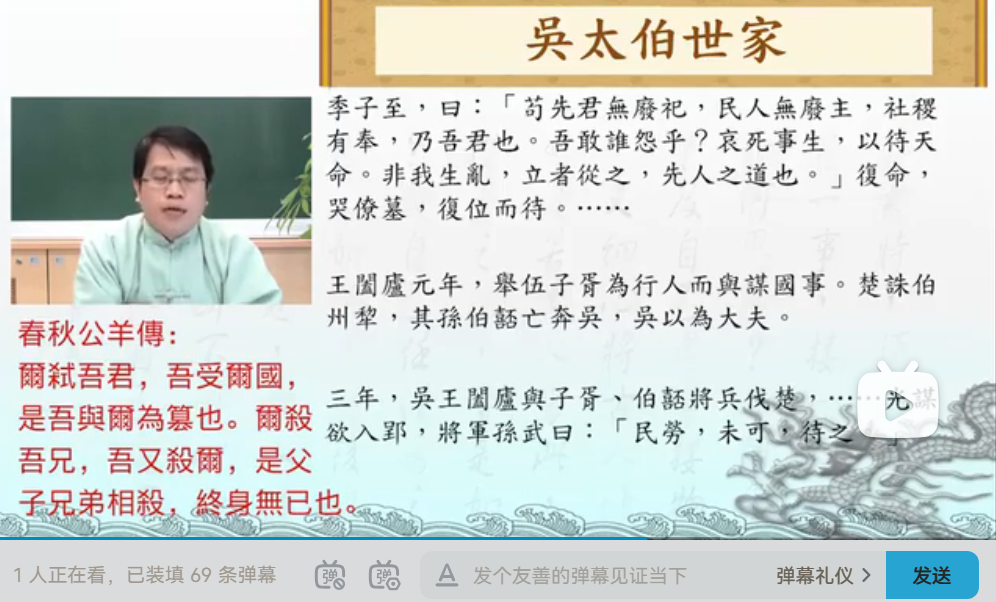 吳太伯世家
季子至，曰：「苟先君無廢祀，民人無廢主，社稷
有奉，乃吾君也。吾敢誰怨乎？哀死事生，以待天
命。非我生亂，立者從之，先人之道也。」復命，
哭僚墓，復位而待。……
王闔廬元年，舉伍子胥為行人而與謀國事。楚誅伯
州犂，其孫伯嚭亡奔吳，吳以為大夫。
三年，吳王闔廬與子胥、伯嚭將兵伐楚，……光謀
欲入郢，將軍孫武曰：「民勞，未可，待之
春秋公羊傳：
爾弒吾君，吾受爾國，
是吾與爾為篡也。爾殺
吾兄，吾又殺爾，是父
子兄弟相殺，終身無已也。
1 人正在看，已装填 69 条弹幕
弹
弹
A
发个友善的弹幕见证当下
弹幕礼仪
发送